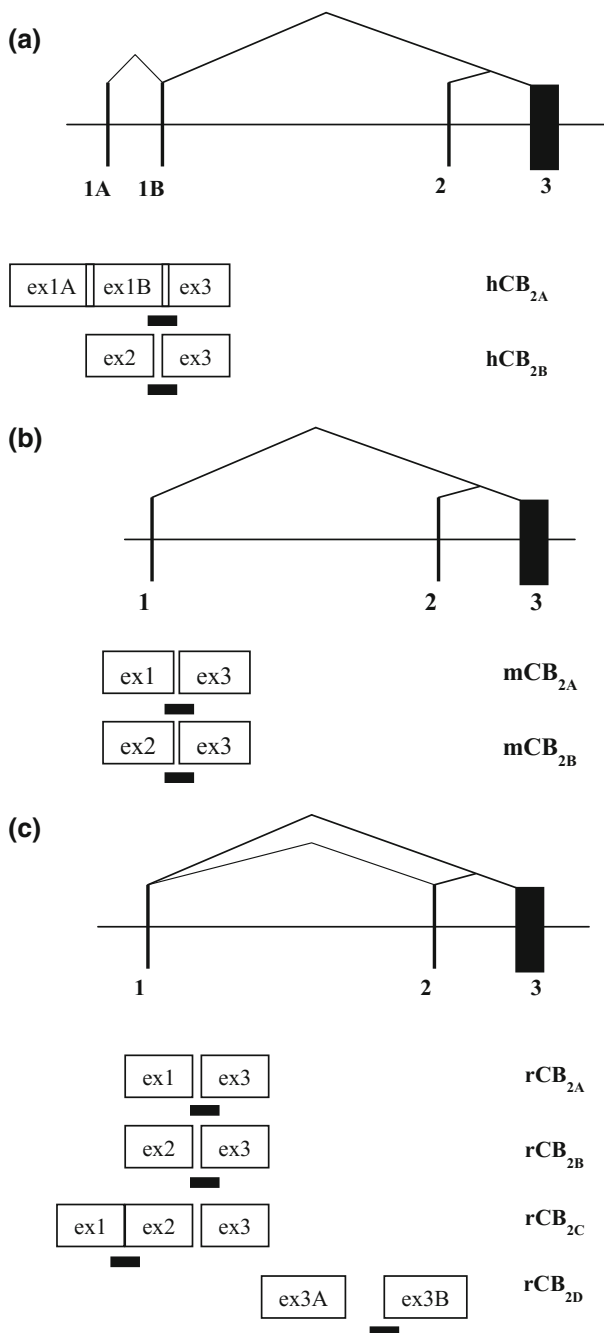 (a)
1A 1B 2 3
ex1A ex1B ex3 hCB2A
ex2 ex3 hCB2B
(b)
1 2 3
ex1 ex3 mCB2A
ex2 ex3 mCB2B
(c)
1 2 3
ex1 ex3 rCB2A
ex2 ex3 rCB2B
ex1 ex2 ex3 rCB2C
ex3A ex3B rCB2D